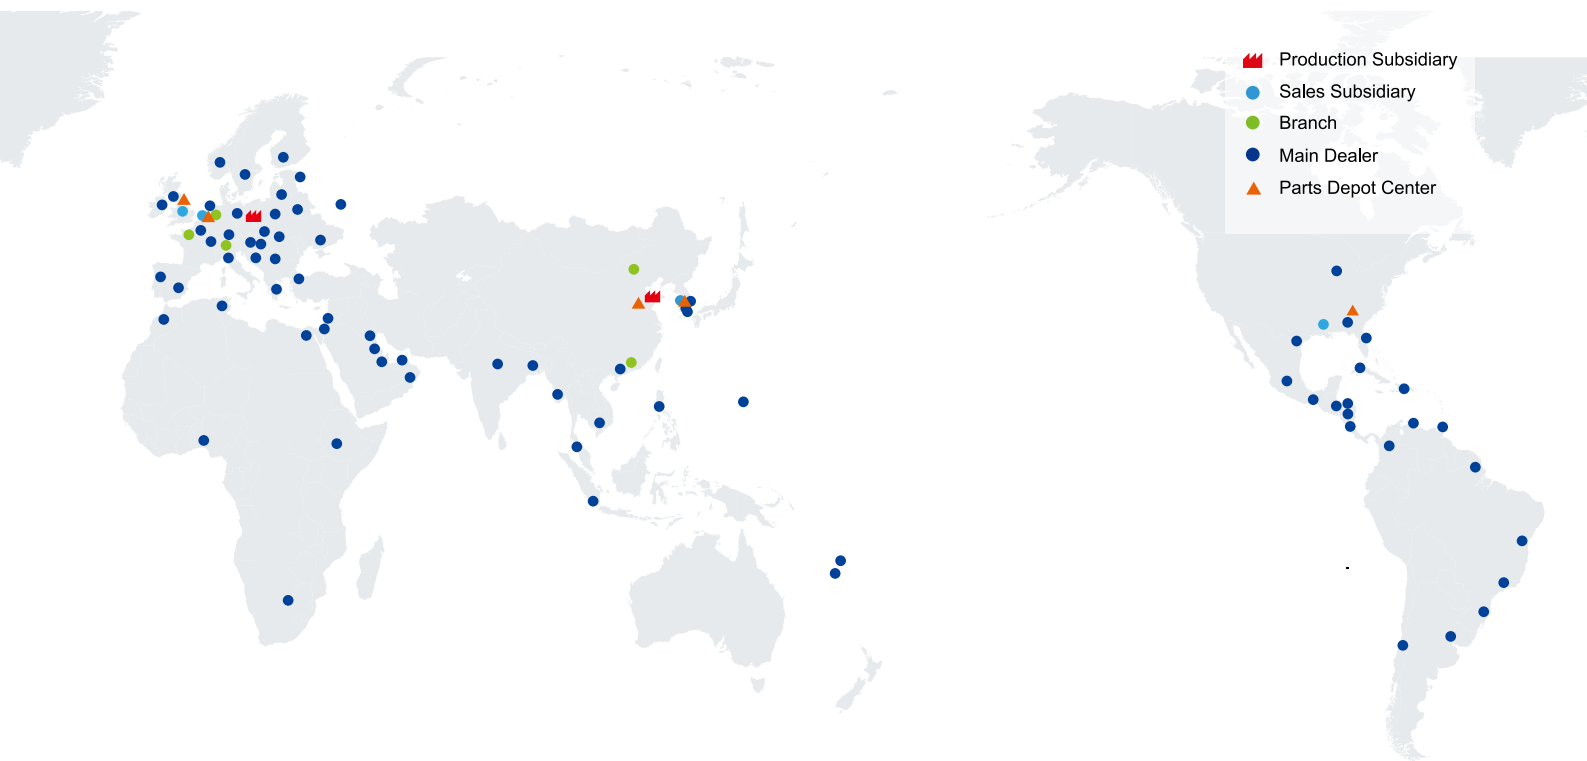 Production Subsidiary
Sales Subsidiary
Branch
Main Dealer
Parts Depot Center